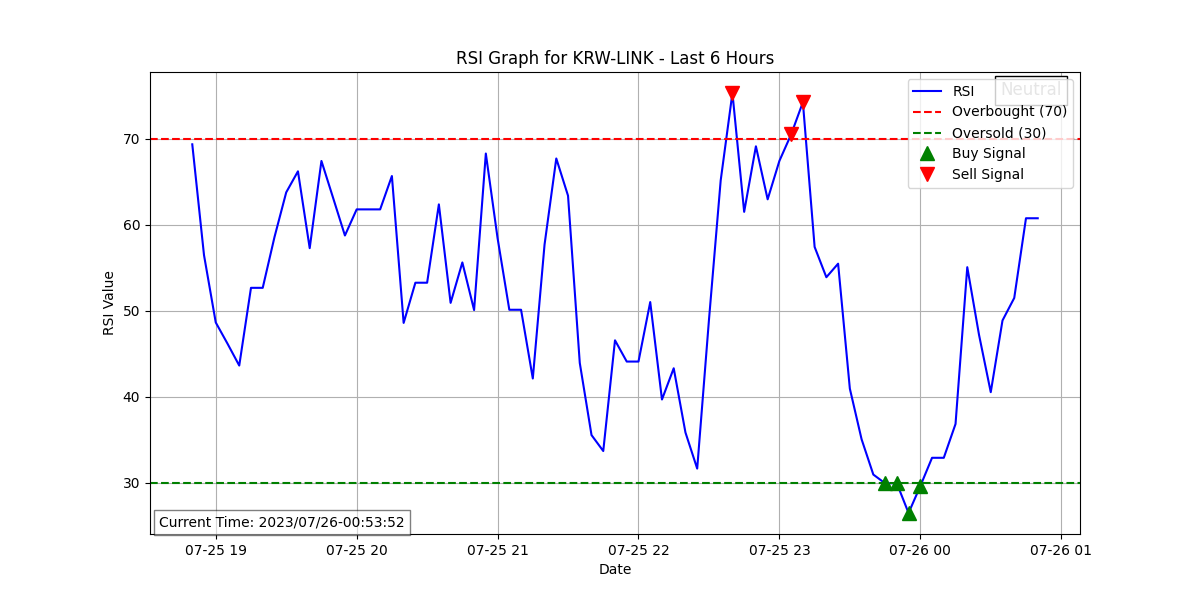 RSI Graph for KRW-LINK - Last 6 Hours
Neutral
RSI
Overbought (70)
Oversold (30)
Buy Signal
Sell Signal
70
60
50
40
30
RSI Value
Current Time: 2023/07/26-00:53:52
07-25 19 07-25 20 07-25 21 07-25 22 07-25 23 07-26 00 07-26 01
Date